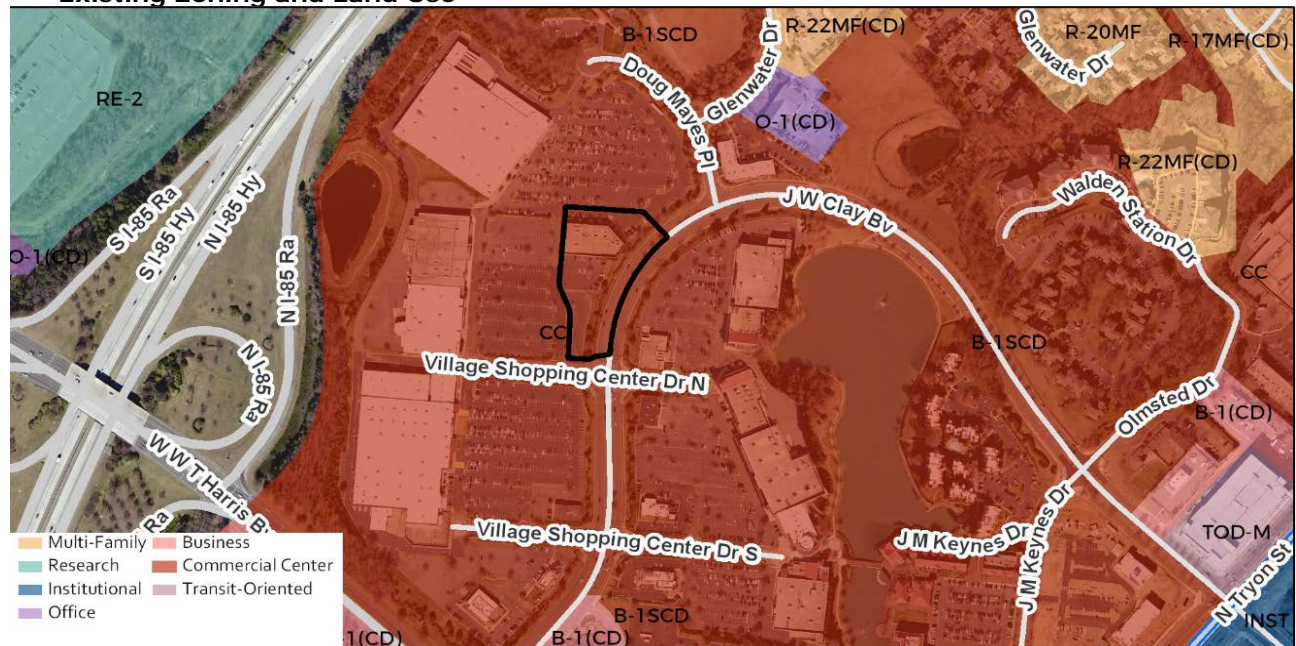 Existing Zoning and Land Use
B-1SCD
R-22MF(CD)
R-20MF
R-17MF(CD)
Glenwater Dr
Glenwater Dr
Doug Mayes Pl
RE-2
O-1(CD)
R-22MF(CD)
Walden Station Dr
J W Clay Bv
S I-85 Ra
S I-85 Hy
N I-85 Hy
N I-85 Ra
O-1(CD)
CC
CC
B-1SCD
N I-85 Ra
Village Shopping Center Dr N
Olmsted Dr
B-1(CD)
W W T Harris Bv
Ra
Village Shopping Center Dr S
J M Keynes Dr
J M Keynes Dr
TOD-M
N Tryon St
INST
B-1SCD
B-1(CD)
1(CD)
Multi-Family
Business
Research
Commercial Center
Institutional
Transit-Oriented
Office